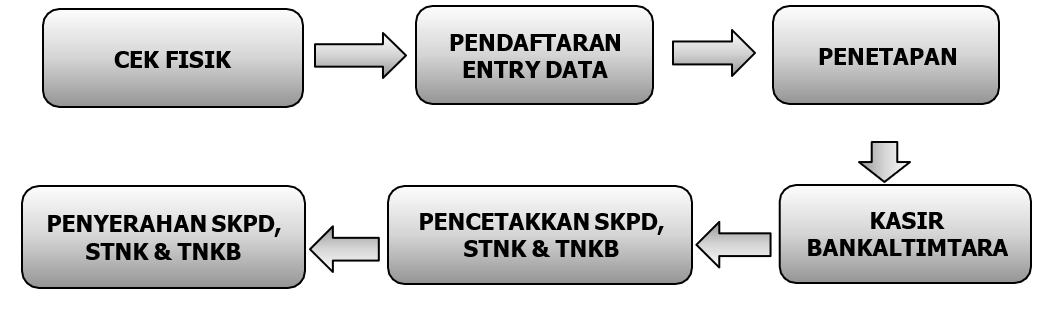 CEK FISIK
PENDAFTARAN
ENTRY DATA
PENETAPAN
KASIR
BANKALTIMTARA
PENCETAKKAN SKPD,
STNK & TNKB
PENYERAHAN SKPD,
STNK & TNKB